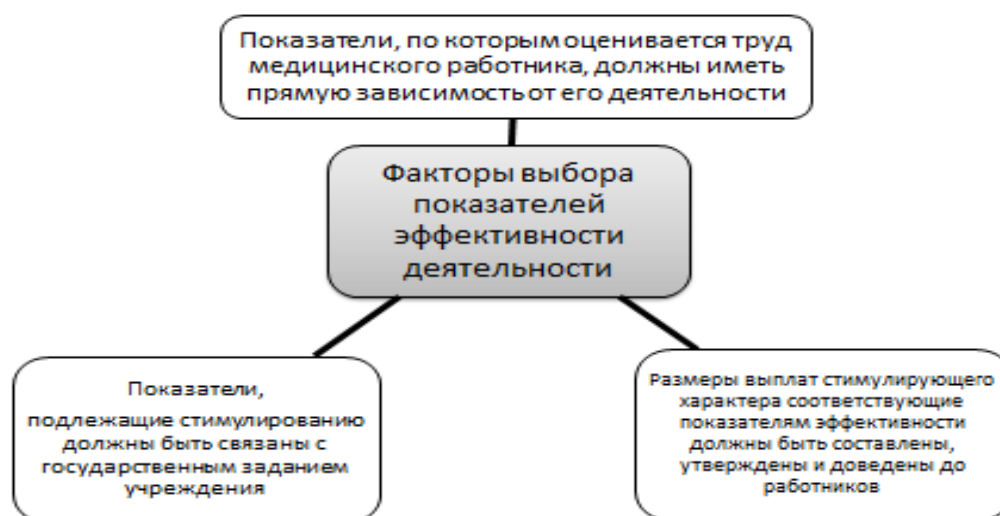 Показатели, по которым оценивается труд
медицинского работника, должны иметь
прямую зависимость от его деятельности
Факторы выбора
показателей
эффективности
деятельности
Показатели,
подлежащие стимулированию
должны быть связаны с
государственным заданием
учреждения
Размеры выплат стимулирующего
характера соответствующие
показателям эффективности
должны быть составлены,
утверждены и доведены до
работников